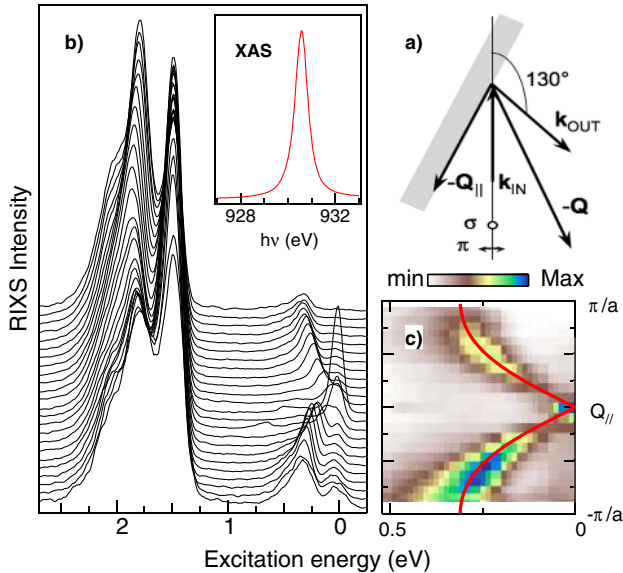 b)
XAS
928
932
hν (eV)
RIXS Intensity
2
1
0
Excitation energy (eV)
a)
130°
k_OUT
-Q_||
k_IN
-Q
σ
π
min
Max
c)
π/a
Q_//
-π/a
0.5
0